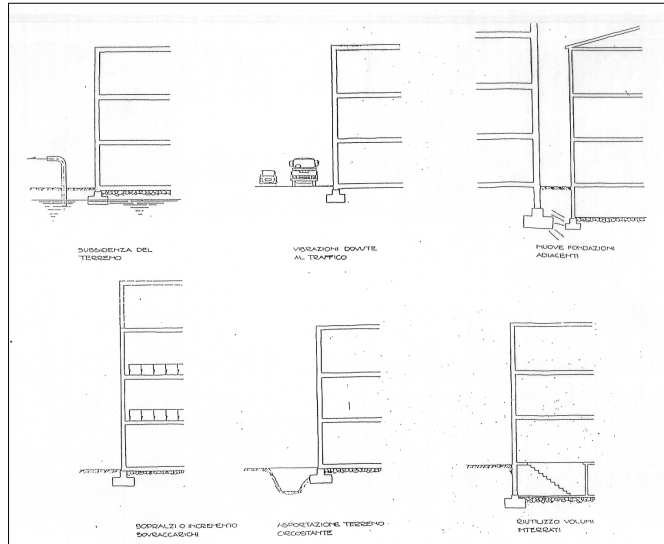 SUBSIDENZA DEL
TERRENO
VIBRAZIONI DOVUTE
AL TRAFFICO
NUOVE FONDAZIONI
ADIACENTI
SOPRALZI O INCREMENTO
SOVRACCARICHI
ASPORTAZIONE TERRENO
CIRCOSTANTE
RIUTILIZZO VOLUMI
INTERRATI